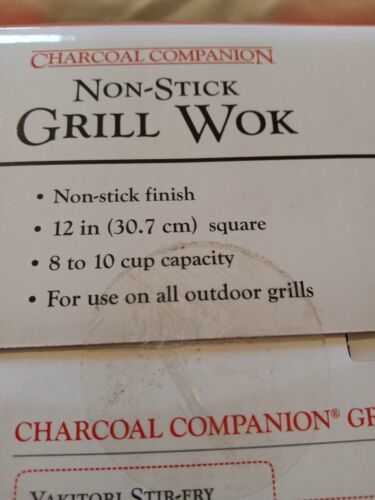 CHARCOAL COMPANION
NON-STICK
GRILL WOK
• Non-stick finish
• 12 in (30.7 cm) square
• 8 to 10 cup capacity
• For use on all outdoor grills
CHARCOAL COMPANION® GR
YAKITORI STIR-FRY